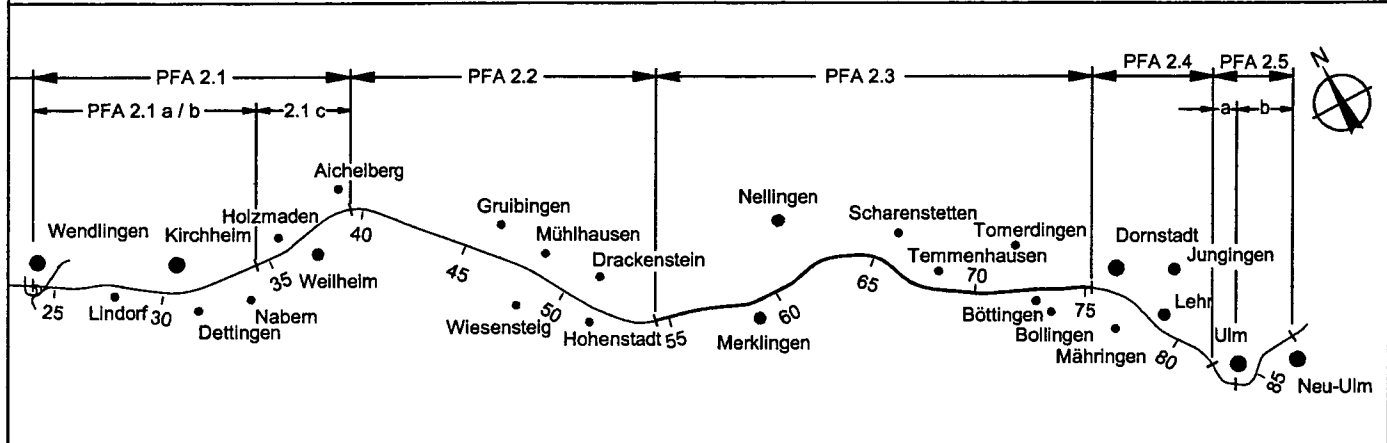 N
PFA 2.1
PFA 2.2
PFA 2.3
PFA 2.4
PFA 2.5
PFA 2.1 a / b
2.1 c
a
b
Aichelberg
Wendlingen
Holzmaden
Kirchheim
Weilheim
Lindorf
Dettingen
Nabern
Gruibingen
Mühlhausen
Drackenstein
Wiesensteig
Hohenstadt
Nellingen
Merklingen
Scharenstetten
Tomerdingen
Temmenhausen
Böttingen
Bollingen
Mähringen
Dornstadt
Jungingen
Lehr
Ulm
Neu-Ulm
25
30
35
40
45
50
55
60
65
70
75
80
85